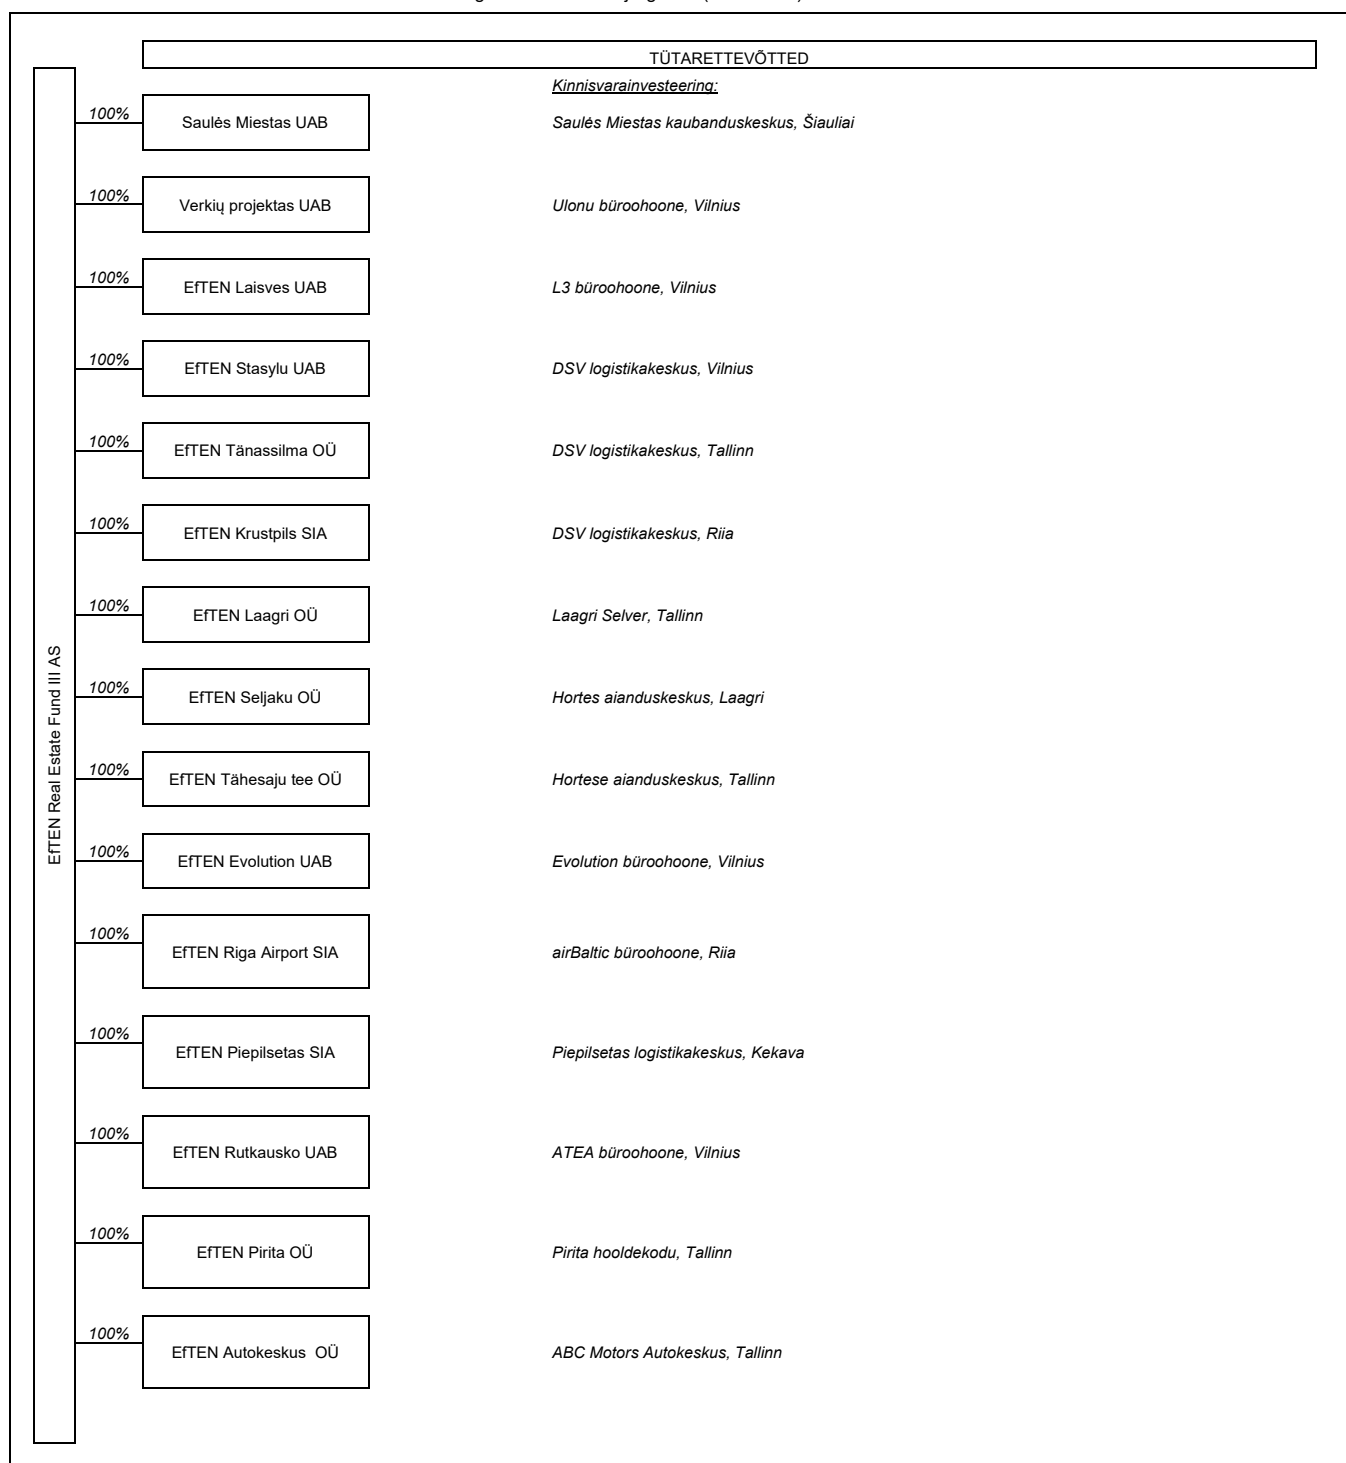 TÜTARETTEVÕTTED
Kinnisvarainvesteering:
100%
Saulės Miestas UAB
Saulės Miestas kaubanduskeskus, Šiauliai
100%
Verkių projektas UAB
Ulonu büroohoone, Vilnius
100%
EfTEN Laisves UAB
L3 büroohoone, Vilnius
100%
EfTEN Stasylu UAB
DSV logistikakeskus, Vilnius
100%
EfTEN Tänassilma OÜ
DSV logistikakeskus, Tallinn
100%
EfTEN Krustpils SIA
DSV logistikakeskus, Riia
100%
EfTEN Laagri OÜ
Laagri Selver, Tallinn
EfTEN Real Estate Fund III AS
100%
EfTEN Seljaku OÜ
Hortes aianduskeskus, Laagri
100%
EfTEN Tähesaju tee OÜ
Hortese aianduskeskus, Tallinn
100%
EfTEN Evolution UAB
Evolution büroohoone, Vilnius
100%
EfTEN Riga Airport SIA
airBaltic büroohoone, Riia
100%
EfTEN Piepilsetas SIA
Piepilsetas logistikakeskus, Kekava
100%
EfTEN Rutkausko UAB
ATEA büroohoone, Vilnius
100%
EfTEN Pirita OÜ
Pirita hooldekodu, Tallinn
100%
EfTEN Autokeskus OÜ
ABC Motors Autokeskus, Tallinn